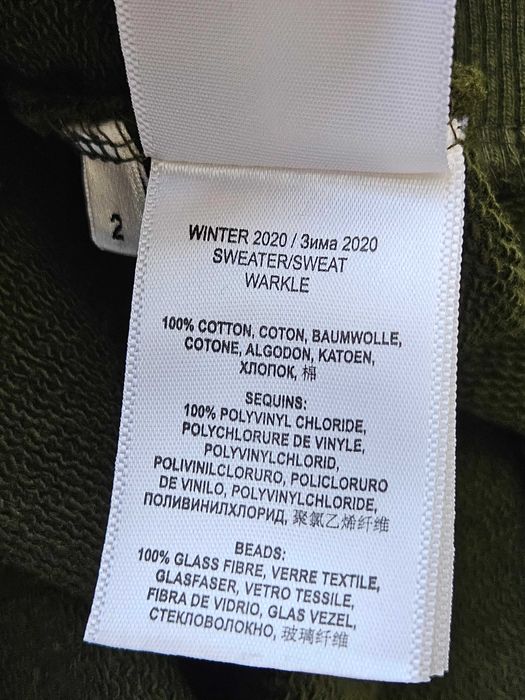 2
WINTER 2020 / Зима 2020
SWEATER/SWEAT
WARKLE
100% COTTON, COTON, BAUMWOLLE,
COTONE, ALGODON, KATOEN,
ХЛОПОК, 棉
SEQUINS:
100% POLYVINYL CHLORIDE,
POLYCHLORURE DE VINYLE,
POLYVINYLCHLORID,
POLIVINILCLORURO, POLICLORURO
DE VINILO, POLYVINYLCHLORIDE,
ПОЛИВИНИЛХЛОРИД, 聚氯乙烯纤维
BEADS:
100% GLASS FIBRE, VERRE TEXTILE,
GLASFASER, VETRO TESSILE,
FIBRA DE VIDRIO, GLAS VEZEL,
СТЕКЛОВОЛОКНО, 玻璃纤维